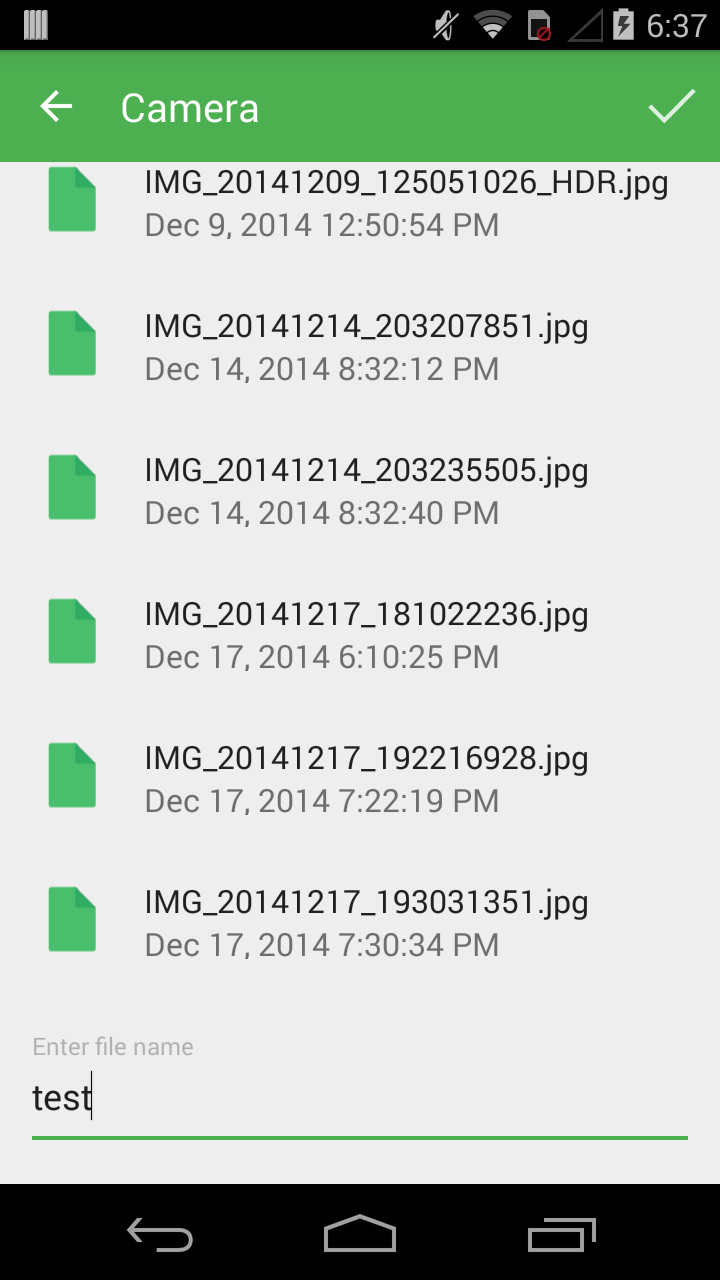 6:37
Camera
IMG_20141209_125051026_HDR.jpg
Dec 9, 2014 12:50:54 PM
IMG_20141214_203207851.jpg
Dec 14, 2014 8:32:12 PM
IMG_20141214_203235505.jpg
Dec 14, 2014 8:32:40 PM
IMG_20141217_181022236.jpg
Dec 17, 2014 6:10:25 PM
IMG_20141217_192216928.jpg
Dec 17, 2014 7:22:19 PM
IMG_20141217_193031351.jpg
Dec 17, 2014 7:30:34 PM
Enter file name
test